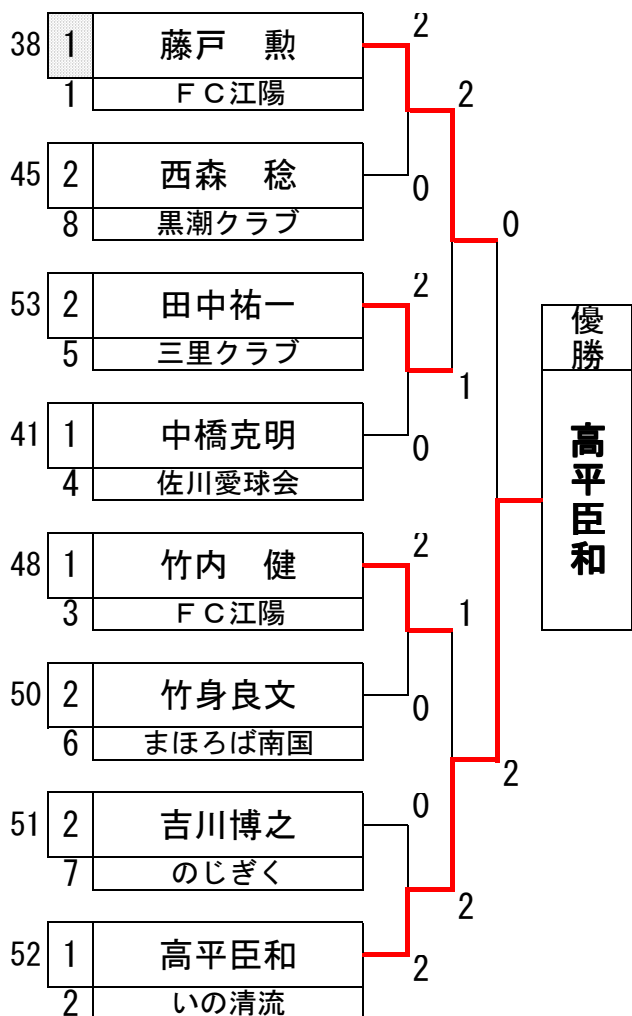 2
38 1 藤戸　勲
1 ＦＣ江陽
2
45 2 西森　稔
0
8 黒潮クラブ
0
2
53 2 田中祐一
5 三里クラブ
優勝
1
41 1 中橋克明
0
4 佐川愛球会
高平臣和
2
48 1 竹内　健
3 ＦＣ江陽
1
50 2 竹身良文
0
6 まほろば南国
2
0
51 2 吉川博之
7 のじぎく
2
52 1 高平臣和
2
2 いの清流